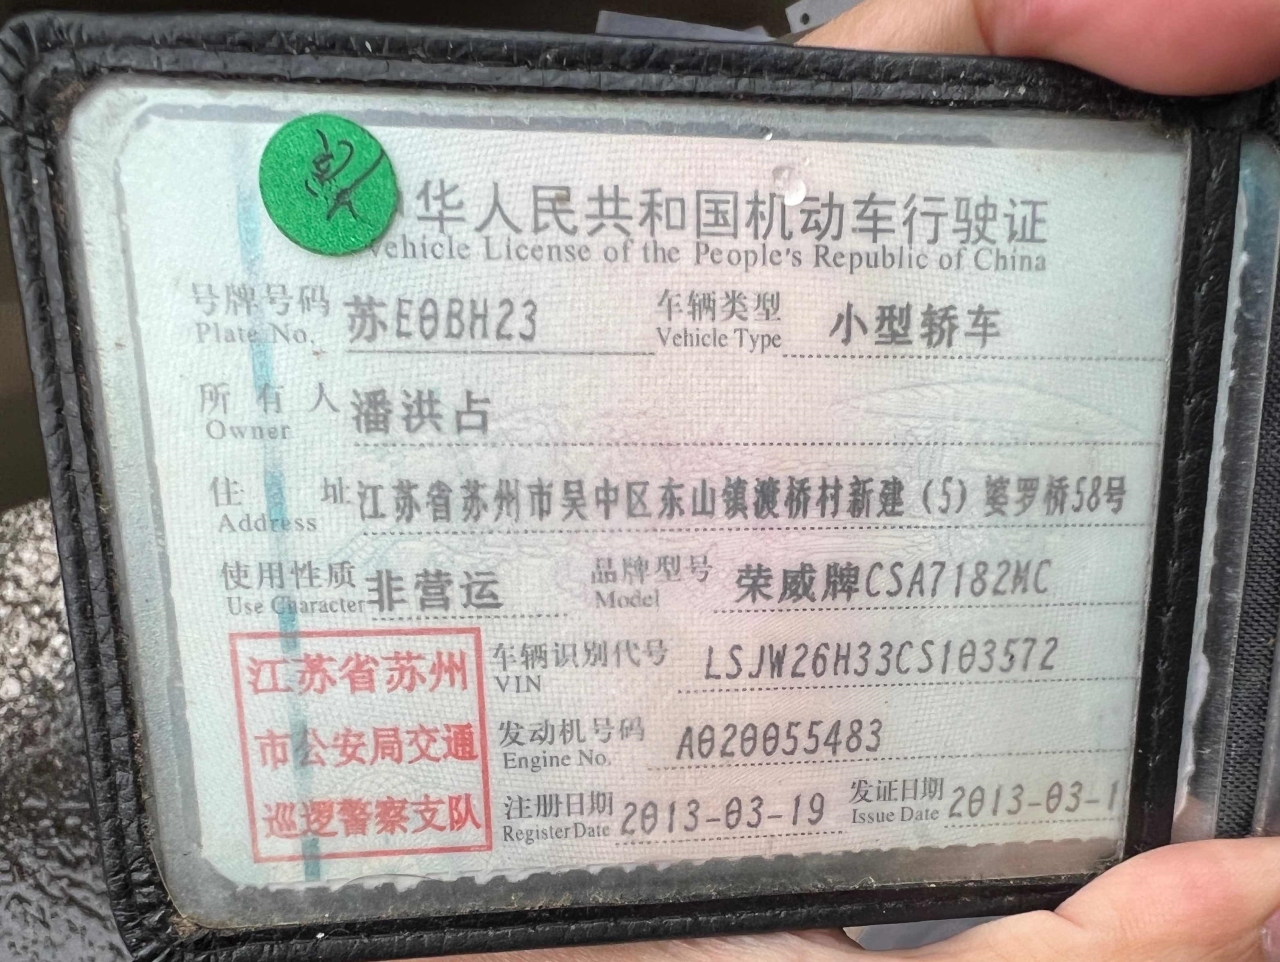 华人民共和国机动车行驶证
Vehicle License of the People's Republic of China
号牌号码 苏E0BH23 车辆类型 小型轿车
Plate No. Vehicle Type
所有人 潘洪占
Owner
住址 江苏省苏州市吴中区东山镇渡桥村新建(5)婆罗桥58号
Address
使用性质 非营运 品牌型号 荣威牌CSA7182MC
Use Character Model
江苏省苏州 车辆识别代号 LSJW26H33CS103572
VIN
市公安局交通 发动机号码 A020055483
Engine No.
巡逻警察支队 注册日期 2013-03-19 发证日期 2013-03-1
Register Date Issue Date